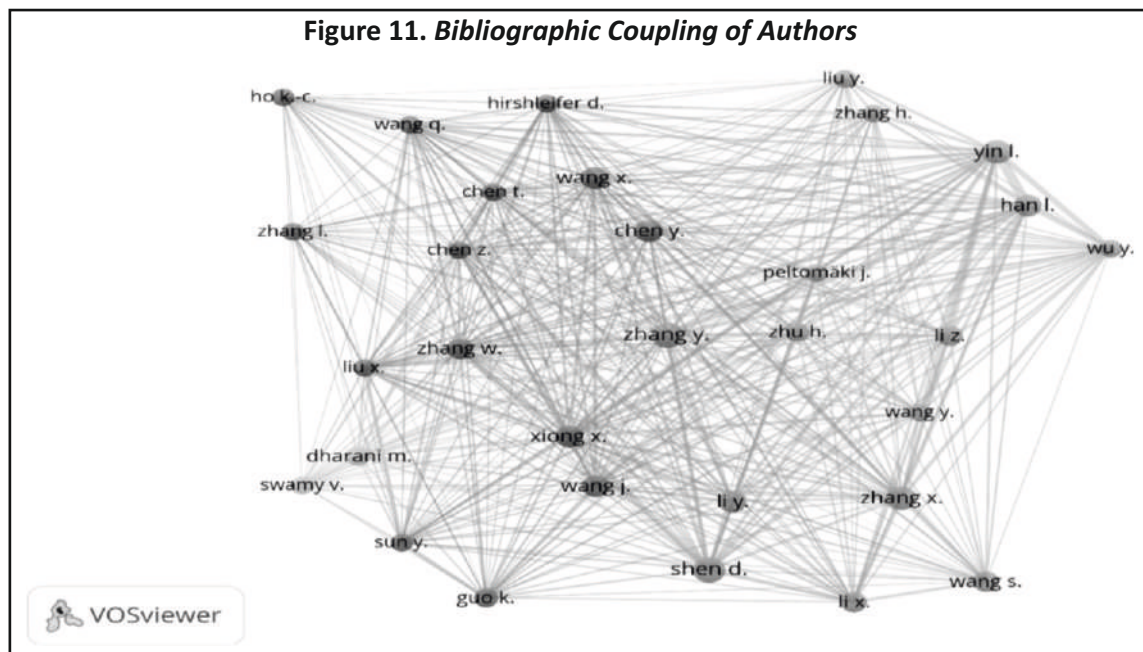 Figure 11. Bibliographic Coupling of Authors
liu y.
ho k.-c.
hirshleifer d.
zhang h.
wang q.
yin l.
wang x.
chen t.
han l.
zhang l.
chen y.
chen z.
wu y.
peltomäki j.
zhang y.
zhu h.
li z.
zhang w.
liu x.
wang y.
xiong x.
dharani m.
swamy v.
wang j.
li y.
zhang x.
sun y.
shen d.
wang s.
guo k.
li x.
VOSviewer